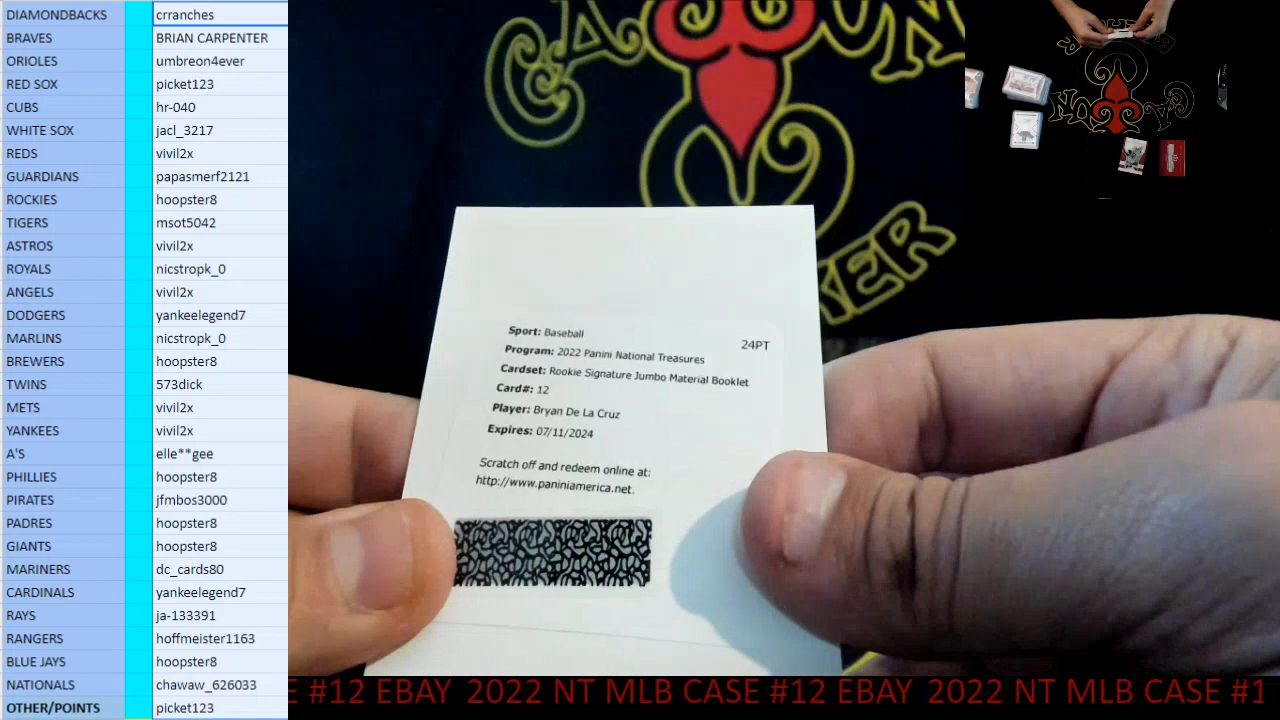 DIAMONDBACKS crranches
BRAVES BRIAN CARPENTER
ORIOLES umbreon4ever
RED SOX picket123
CUBS hr-040
WHITE SOX jacl_3217
REDS vivil2x
GUARDIANS papasmerf2121
ROCKIES hoopster8
TIGERS msot5042
ASTROS vivil2x
ROYALS nicstropk_0
ANGELS vivil2x
DODGERS yankeelegend7
MARLINS nicstropk_0
BREWERS hoopster8
TWINS 573dick
METS vivil2x
YANKEES vivil2x
A'S elle**gee
PHILLIES hoopster8
PIRATES jfmbos3000
PADRES hoopster8
GIANTS hoopster8
MARINERS dc_cards80
CARDINALS yankeelegend7
RAYS ja-133391
RANGERS hoffmeister1163
BLUE JAYS hoopster8
NATIONALS chawaw_626033
OTHER/POINTS picket123
Sport: Baseball
24PT
Program: 2022 Panini National Treasures
Cardset: Rookie Signature Jumbo Material Booklet
Card#: 12
Player: Bryan De La Cruz
Expires: 07/11/2024
Scratch off and redeem online at:
http://www.paniniamerica.net.
E #12 EBAY 2022 NT MLB CASE #12 EBAY 2022 NT MLB CASE #1